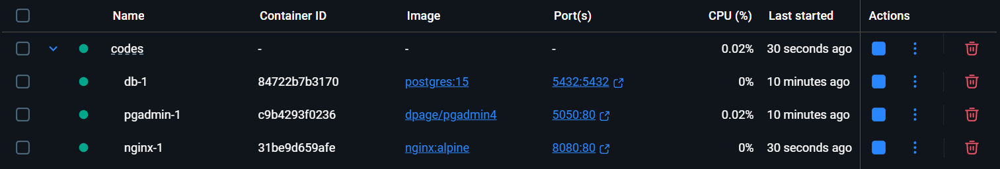 Name Container ID Image Port(s) CPU (%) Last started Actions
codes - - - 0.02% 30 seconds ago
db-1 84722b7b3170 postgres:15 5432:5432 0% 10 minutes ago
pgadmin-1 c9b4293f0236 dpage/pgadmin4 5050:80 0.02% 10 minutes ago
nginx-1 31be9d659afe nginx:alpine 8080:80 0% 30 seconds ago